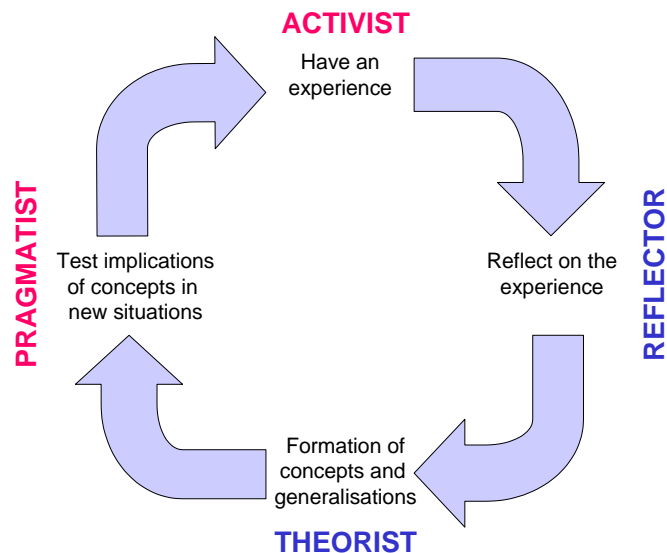 ACTIVIST
Have an
experience
REFLECTOR
Reflect on the
experience
Formation of
concepts and
generalisations
THEORIST
PRAGMATIST
Test implications
of concepts in
new situations